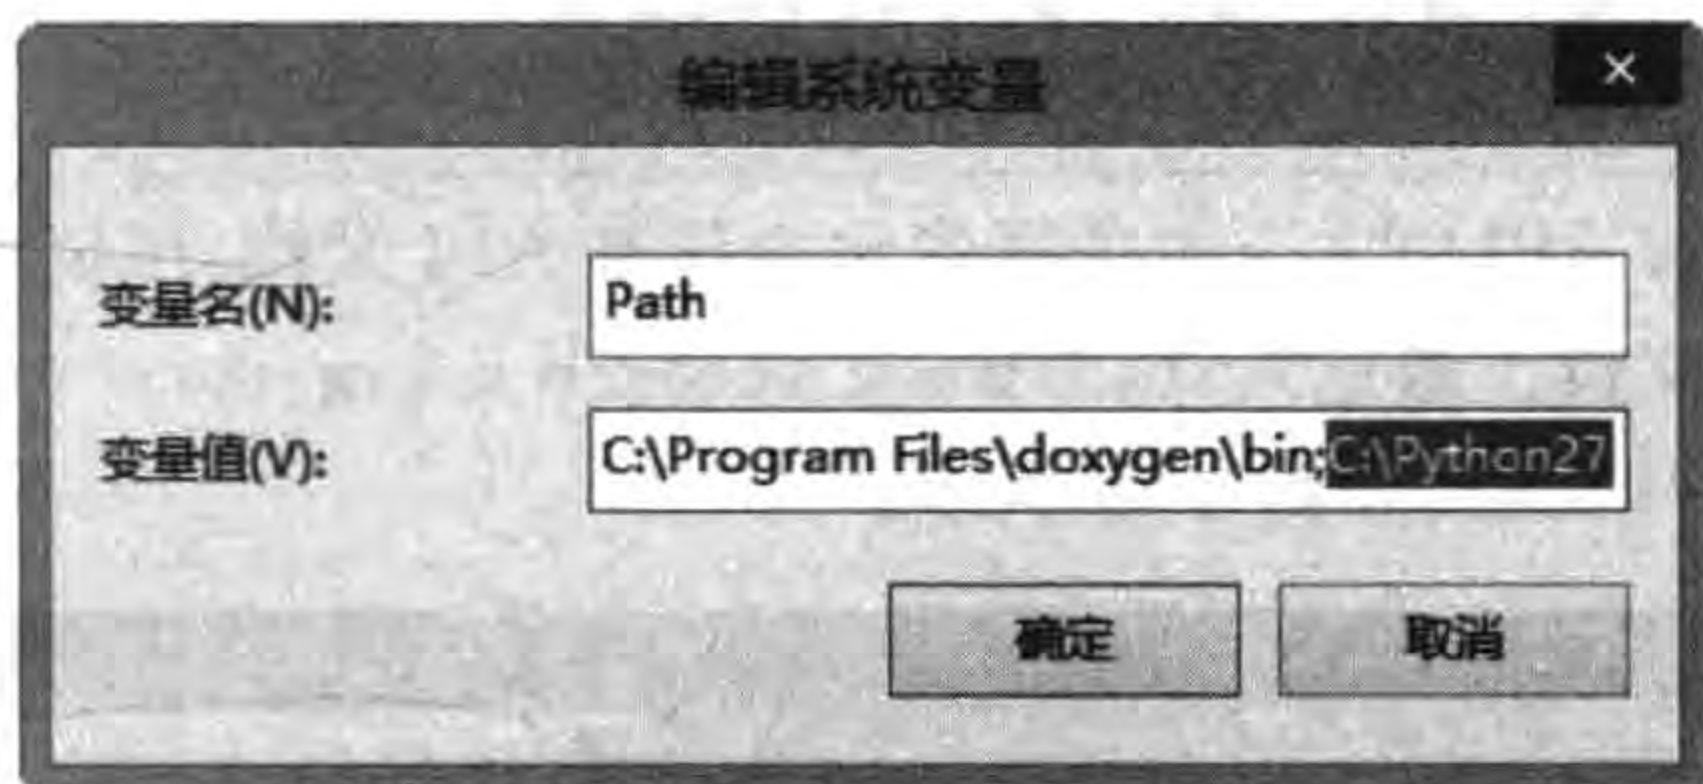 编辑系统变量
×
变量名(N): Path
变量值(V): C:\Program Files\doxygen\bin;C:\Python27
确定 取消